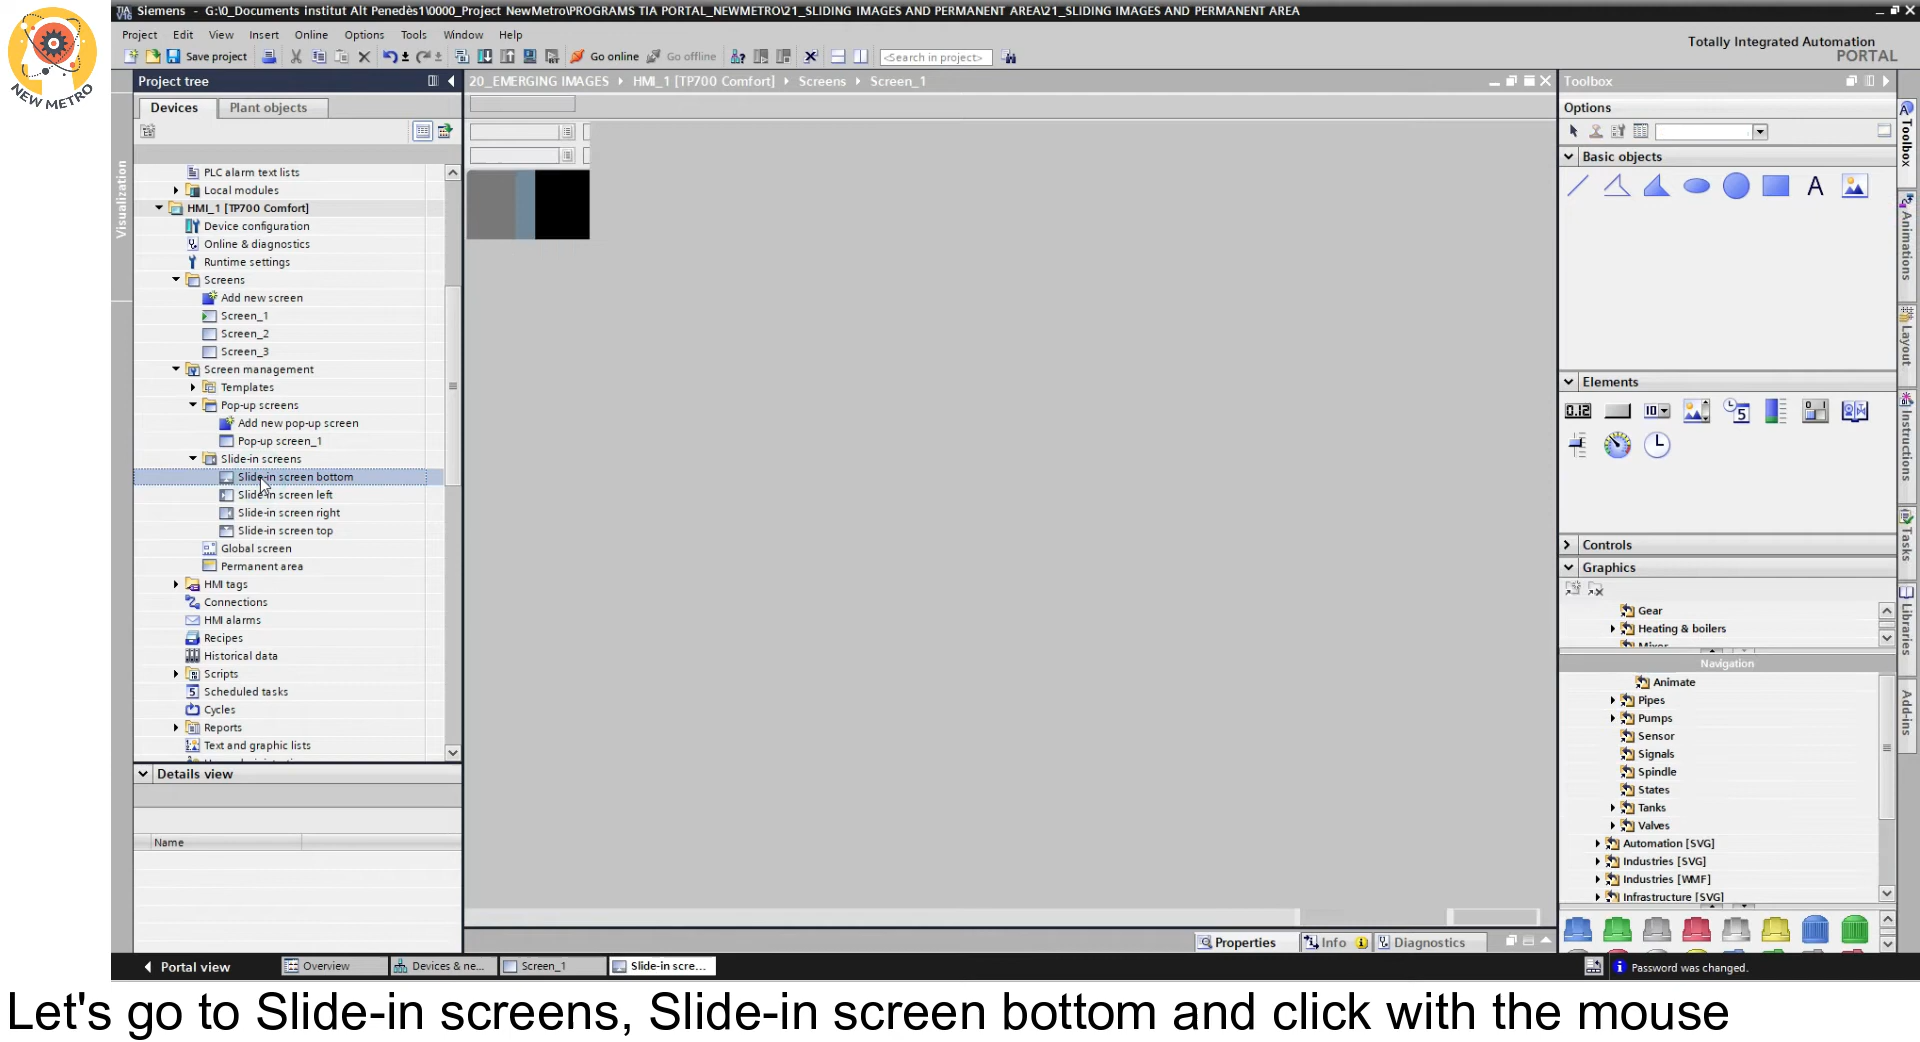 NEW METRO
Siemens - G:\0_Documents institut Alt Penedès1\0000_Project NewMetro\PROGRAMS TIA PORTAL_NEWMETRO\21_SLIDING IMAGES AND PERMANENT AREA\21_SLIDING IMAGES AND PERMANENT AREA
Project Edit View Insert Online Options Tools Window Help
Totally Integrated Automation
PORTAL
Save project Go online Go offline <Search in project>
Project tree
20_EMERGING IMAGES HMI_1 [TP700 Comfort] Screens Screen_1
Toolbox
Devices Plant objects
Visualization
PLC alarm text lists
Local modules
HMI_1 [TP700 Comfort]
Device configuration
Online & diagnostics
Runtime settings
Screens
Add new screen
Screen_1
Screen_2
Screen_3
Screen management
Templates
Pop-up screens
Add new pop-up screen
Pop-up screen_1
Slide-in screens
Slide-in screen bottom
Slide-in screen left
Slide-in screen right
Slide-in screen top
Global screen
Permanent area
HMI tags
Connections
HMI alarms
Recipes
Historical data
Scripts
Scheduled tasks
Cycles
Reports
Text and graphic lists
Details view
Name
Options
Basic objects
Elements
Controls
Graphics
Gear
Heating & boilers
Mixer
Navigation
Animate
Pipes
Pumps
Sensor
Signals
Spindle
States
Tanks
Valves
Automation [SVG]
Industries [SVG]
Industries [WMF]
Infrastructure [SVG]
Toolbox
Animations
Layout
Instructions
Tasks
Libraries
Add-ins
Properties Info Diagnostics
Portal view Overview Devices & ne... Screen_1 Slide-in scre... Password was changed.
Let's go to Slide-in screens, Slide-in screen bottom and click with the mouse